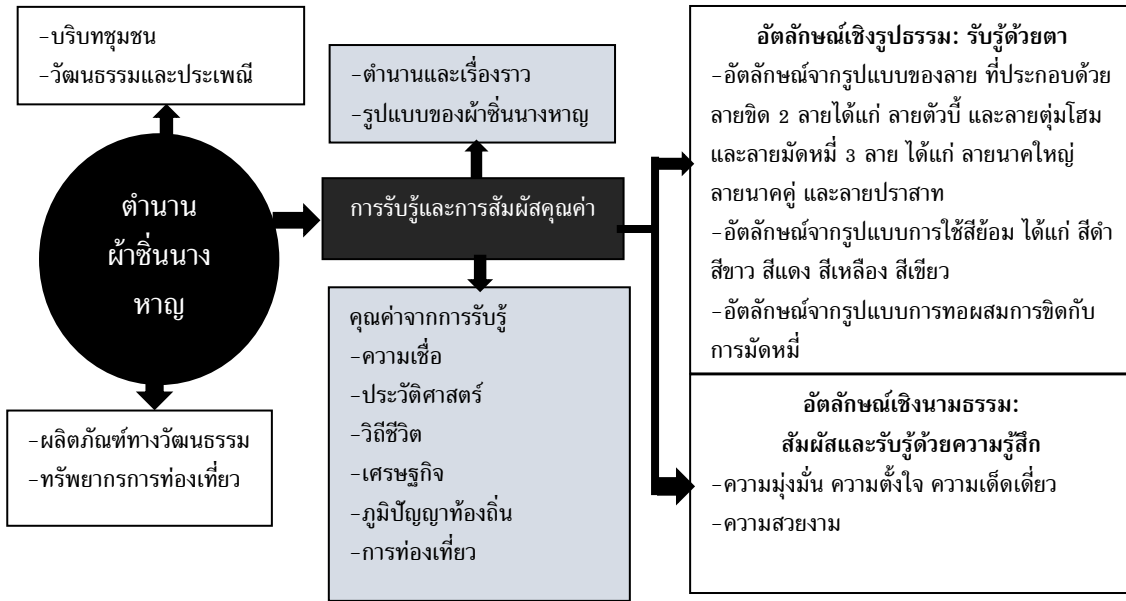 -บริบทชุมชน
-วัฒนธรรมและประเพณี
ตำนาน
ผ้าซิ่นนาง
หาญ
-ผลิตภัณฑ์ทางวัฒนธรรม
-ทรัพยากรการท่องเที่ยว
-ตำนานและเรื่องราว
-รูปแบบของผ้าซิ่นนางหาญ
การรับรู้และการสัมผัสคุณค่า
คุณค่าจากการรับรู้
-ความเชื่อ
-ประวัติศาสตร์
-วิถีชีวิต
-เศรษฐกิจ
-ภูมิปัญญาท้องถิ่น
-การท่องเที่ยว
อัตลักษณ์เชิงรูปธรรม: รับรู้ด้วยตา
-อัตลักษณ์จากรูปแบบของลาย ที่ประกอบด้วย
ลายขิด 2 ลายได้แก่ ลายตัวบี้ และลายตุ่มโฮม
และลายมัดหมี่ 3 ลาย ได้แก่ ลายนาคใหญ่
ลายนาคคู่ และลายปราสาท
-อัตลักษณ์จากรูปแบบการใช้สีย้อม ได้แก่ สีดำ
สีขาว สีแดง สีเหลือง สีเขียว
-อัตลักษณ์จากรูปแบบการทอผสมการขิดกับ
การมัดหมี่
อัตลักษณ์เชิงนามธรรม:
สัมผัสและรับรู้ด้วยความรู้สึก
-ความมุ่งมั่น ความตั้งใจ ความเด็ดเดี่ยว
-ความสวยงาม